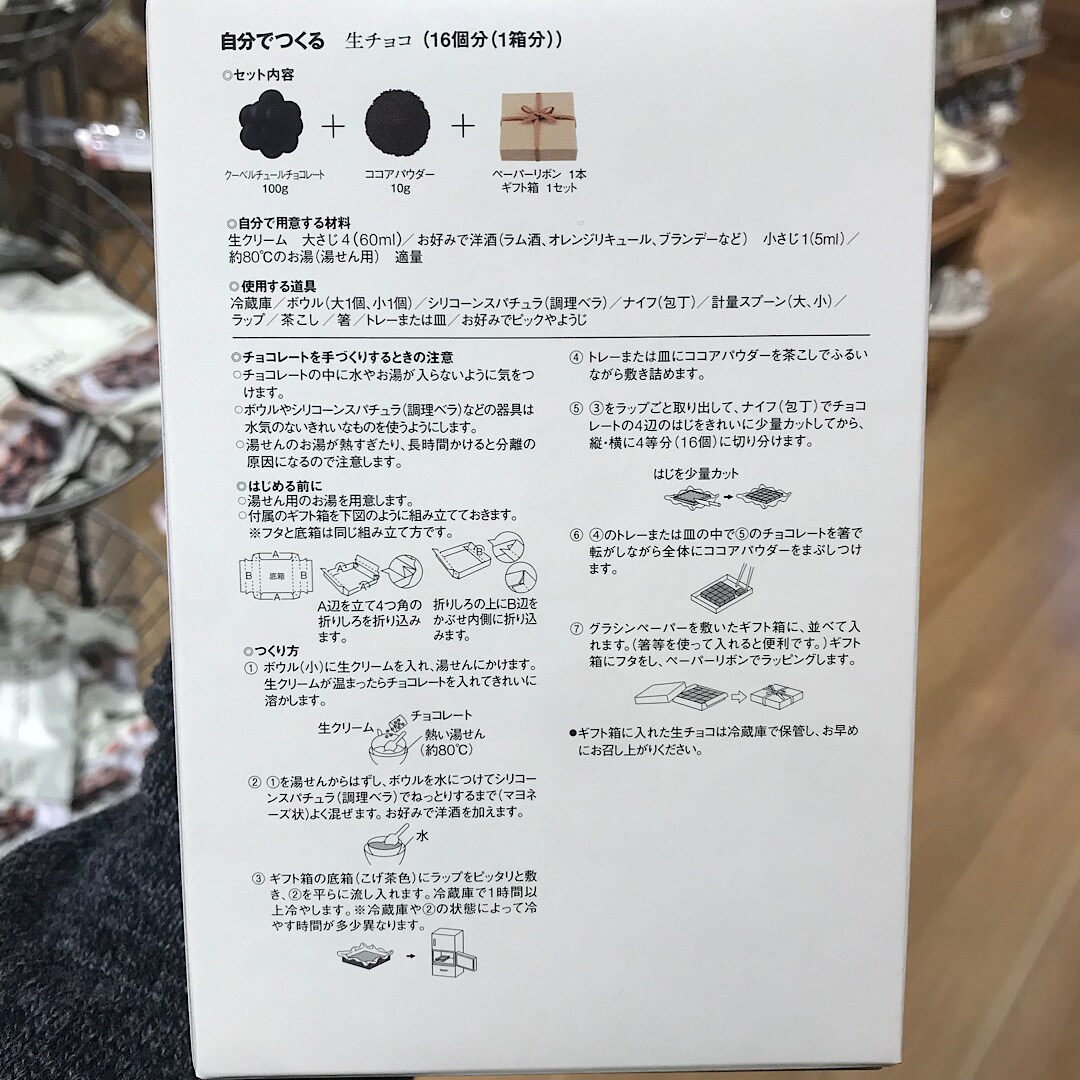 自分でつくる 生チョコ（16個分（1箱分））
◎セット内容
クーベルチュールチョコレート
100g
ココアパウダー
10g
ペーパーリボン 1本
ギフト箱 1セット
◎自分で用意する材料
生クリーム 大さじ4（60ml）／お好みで洋酒（ラム酒、オレンジリキュール、ブランデーなど） 小さじ1（5ml）／
約80℃のお湯（湯せん用） 適量
◎使用する道具
冷蔵庫／ボウル（大1個、小1個）／シリコーンスパチュラ（調理ベラ）／ナイフ（包丁）／計量スプーン（大、小）／
ラップ／茶こし／箸／トレーまたは皿／お好みでピックやようじ
◎チョコレートを手づくりするときの注意
○チョコレートの中に水やお湯が入らないように気をつ
けます。
○ボウルやシリコーンスパチュラ（調理ベラ）などの器具は
水気のないきれいなものを使うようにします。
○湯せんのお湯が熱すぎたり、長時間かけると分離の
原因になるので注意します。
◎はじめる前に
○湯せん用のお湯を用意します。
○付属のギフト箱を下図のように組み立てておきます。
※フタと底箱は同じ組み立て方です。
A
B 底箱 B
A
A
A
B
A辺を立て4つ角の
折りしろを折り込み
ます。
折りしろの上にB辺を
かぶせ内側に折り込
みます。
◎つくり方
① ボウル（小）に生クリームを入れ、湯せんにかけます。
生クリームが温まったらチョコレートを入れてきれいに
溶かします。
生クリーム
チョコレート
熱い湯せん
（約80℃）
② ①を湯せんからはずし、ボウルを水につけてシリコー
ンスパチュラ（調理ベラ）でねっとりするまで（マヨネ
ーズ状）よく混ぜます。お好みで洋酒を加えます。
水
③ ギフト箱の底箱（こげ茶色）にラップをピッタリと敷
き、②を平らに流し入れます。冷蔵庫で1時間以
上冷やします。※冷蔵庫や②の状態によって冷
やす時間が多少異なります。
④ トレーまたは皿にココアパウダーを茶こしでふるい
ながら敷き詰めます。
⑤ ③をラップごと取り出して、ナイフ（包丁）でチョコ
レートの4辺のはじをきれいに少量カットしてから、
縦・横に4等分（16個）に切り分けます。
はじを少量カット
⑥ ④のトレーまたは皿の中で⑤のチョコレートを箸で
転がしながら全体にココアパウダーをまぶしつけ
ます。
⑦ グラシンペーパーを敷いたギフト箱に、並べて入
れます。（箸等を使って入れると便利です。）ギフト
箱にフタをし、ペーパーリボンでラッピングします。
●ギフト箱に入れた生チョコは冷蔵庫で保管し、お早め
にお召し上がりください。